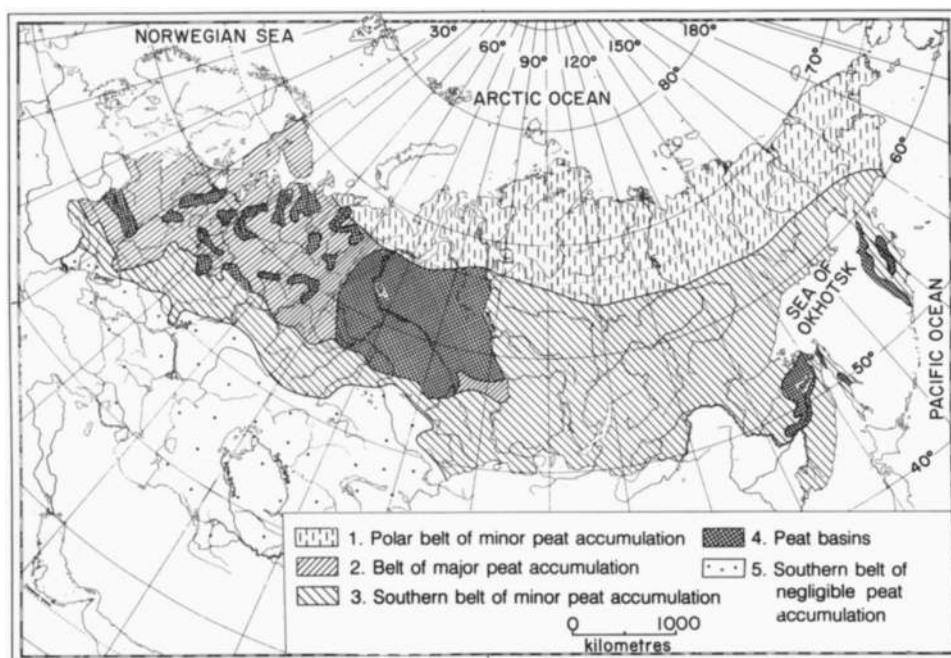 NORWEGIAN SEA
30°
60°
90°
120°
150°
180°
ARCTIC OCEAN
80°
70°
60°
SEA OF
OKHOTSK
50°
PACIFIC OCEAN
40°
1. Polar belt of minor peat accumulation
2. Belt of major peat accumulation
3. Southern belt of minor peat accumulation
4. Peat basins
5. Southern belt of
negligible peat
accumulation
0 1000
kilometres